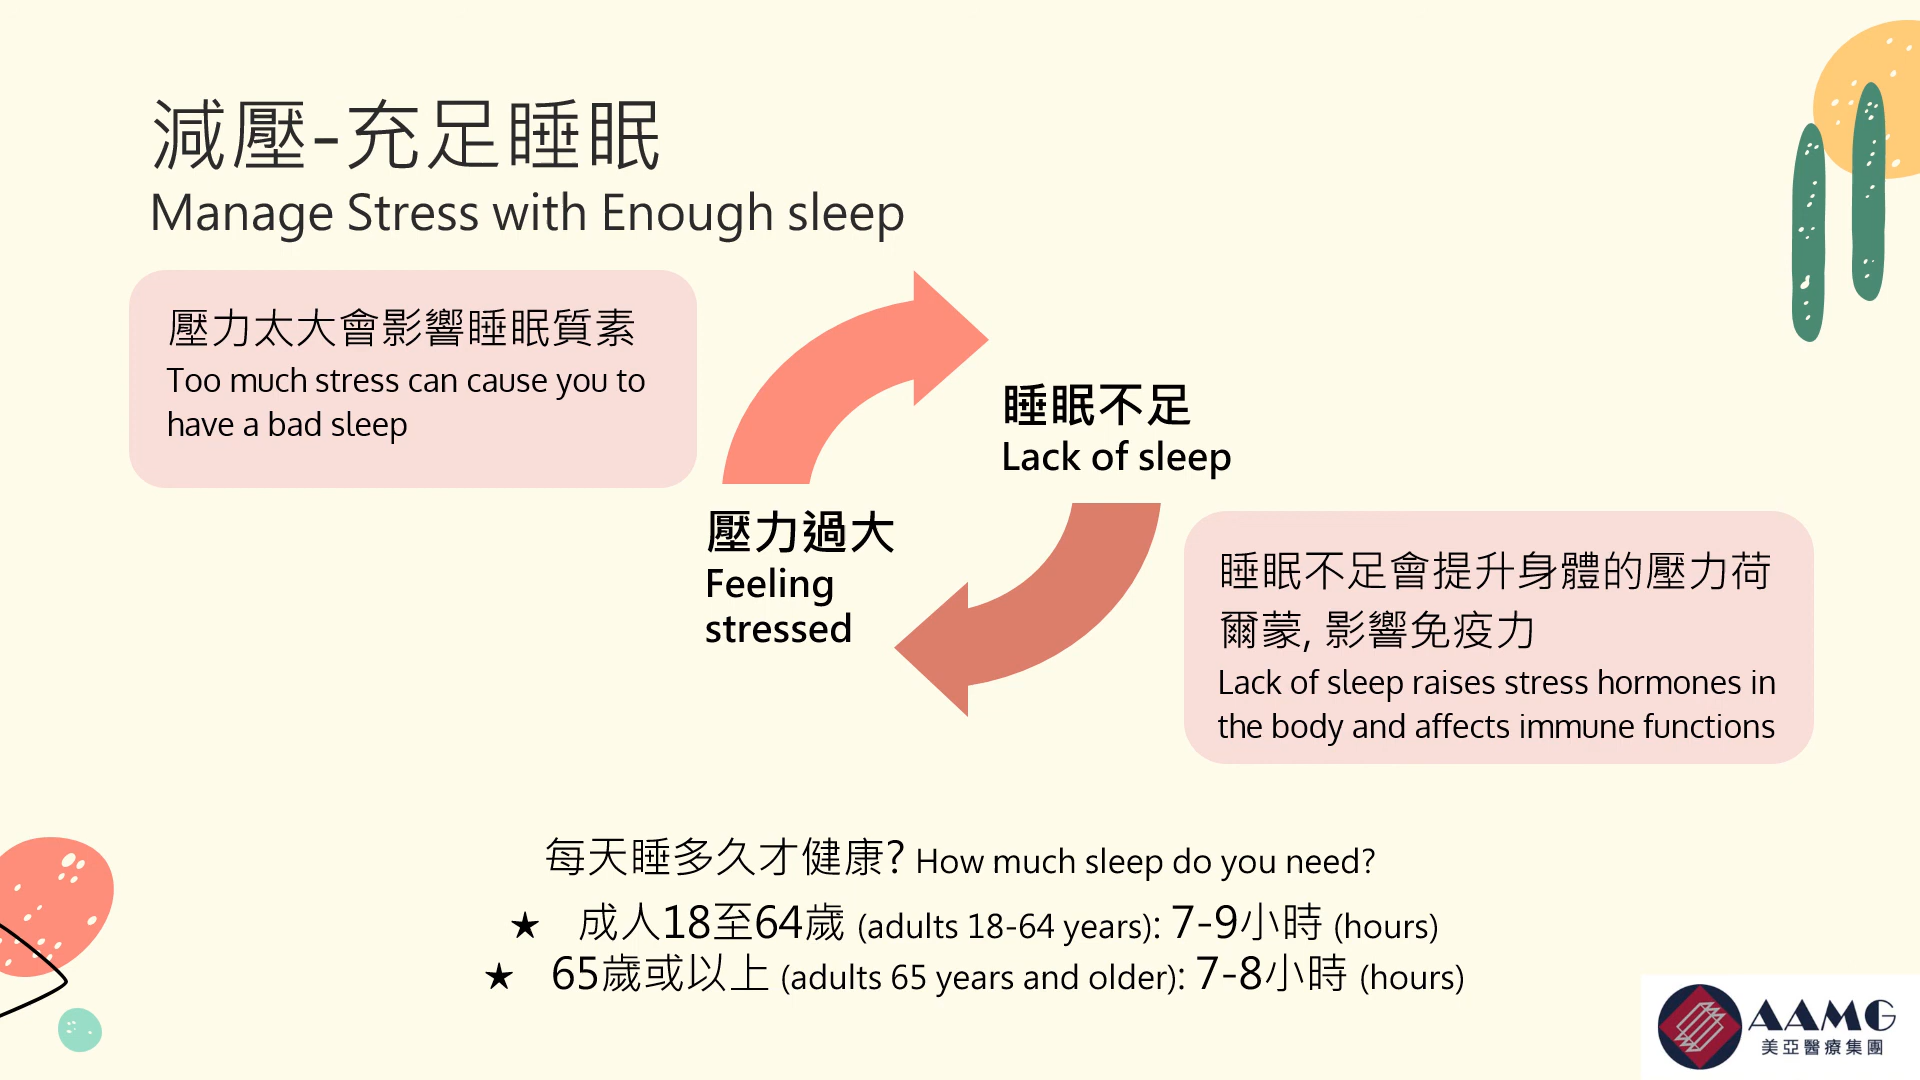 減壓-充足睡眠
Manage Stress with Enough sleep
壓力太大會影響睡眠質素
Too much stress can cause you to
have a bad sleep
睡眠不足
Lack of sleep
壓力過大
Feeling
stressed
睡眠不足會提升身體的壓力荷
爾蒙, 影響免疫力
Lack of sleep raises stress hormones in
the body and affects immune functions
每天睡多久才健康? How much sleep do you need?
★ 成人18至64歲 (adults 18-64 years): 7-9小時 (hours)
★ 65歲或以上 (adults 65 years and older): 7-8小時 (hours)
AAMG
美亞醫療集團